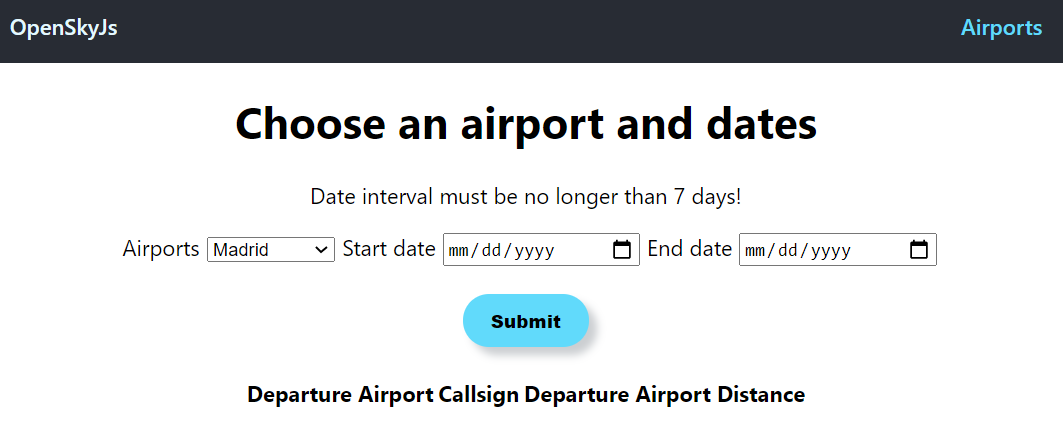 OpenSkyJs Airports
Choose an airport and dates
Date interval must be no longer than 7 days!
Airports Madrid Start date mm/dd/yyyy End date mm/dd/yyyy
Submit
Departure Airport Callsign Departure Airport Distance